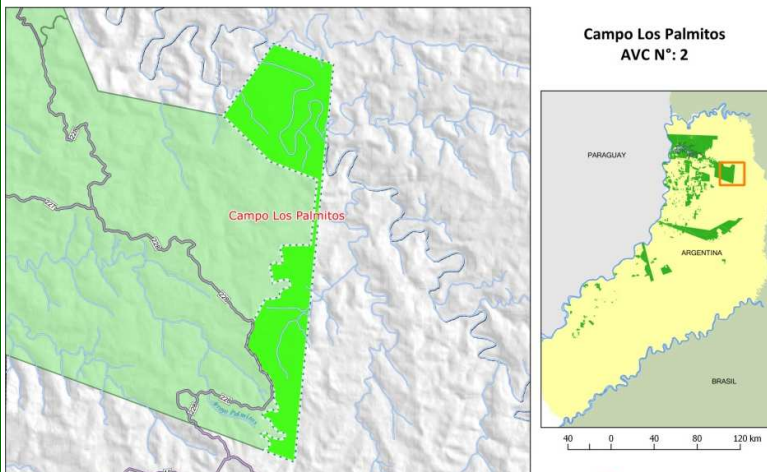 Campo Los Palmitos
AVC N°: 2
Campo Los Palmitos
PARAGUAY
ARGENTINA
BRASIL
40 0 40 80 120 km